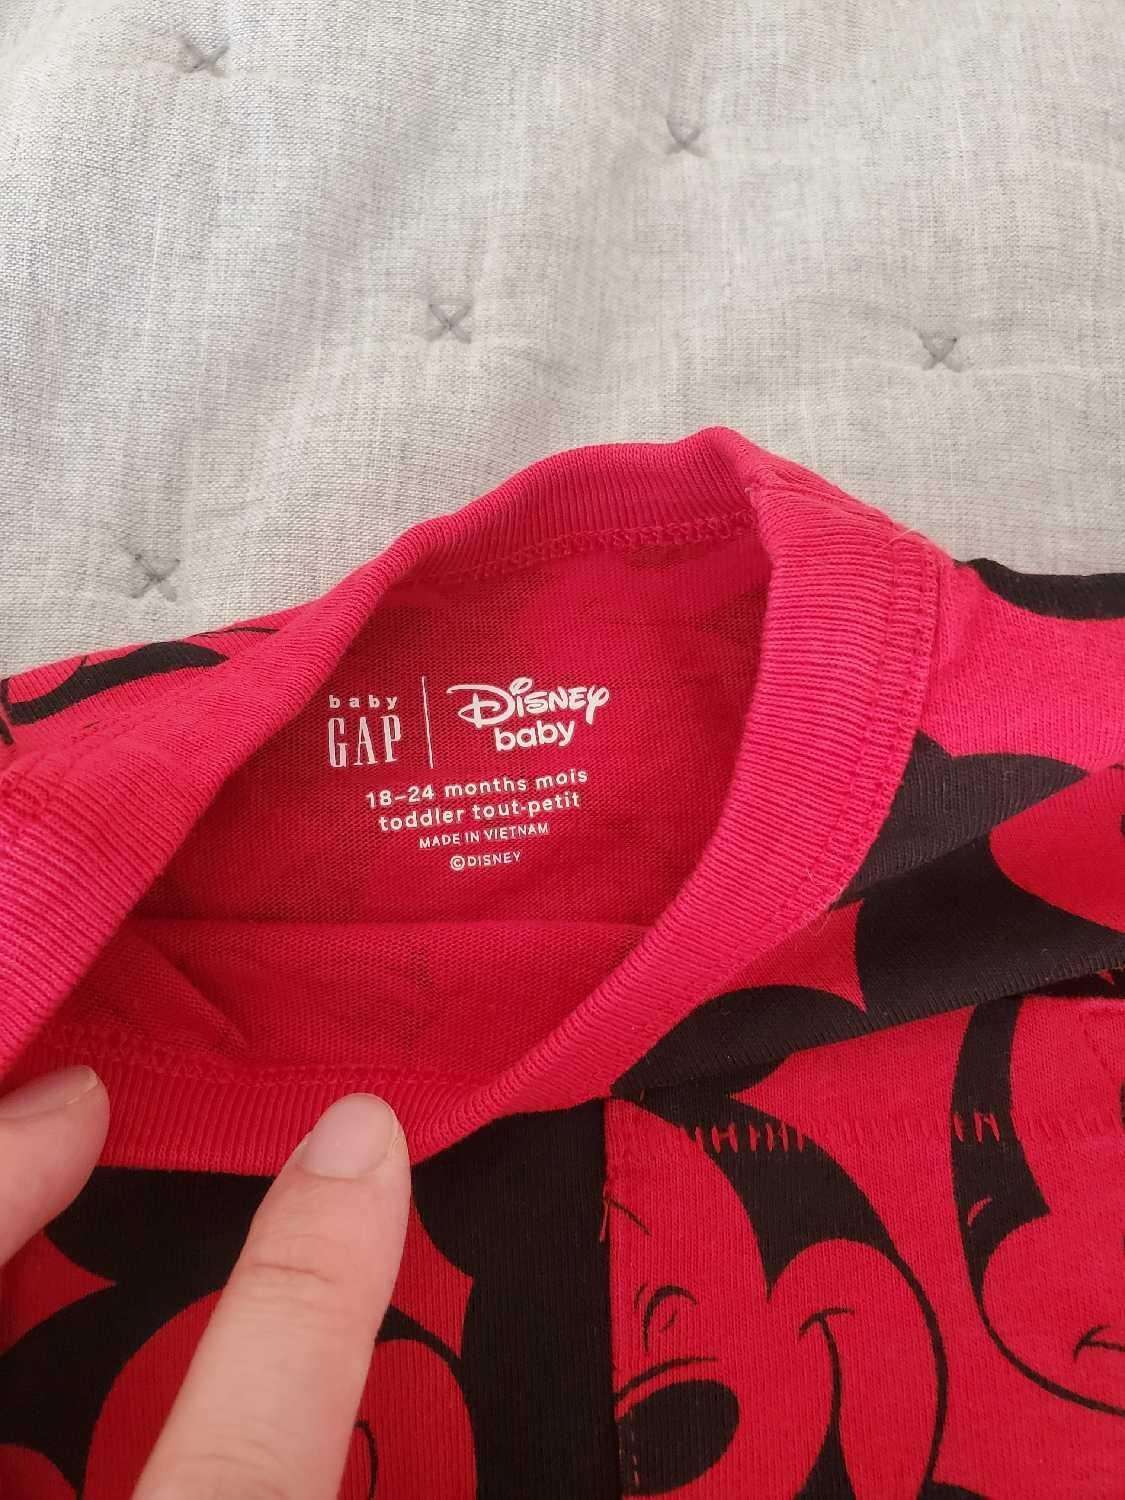 baby
GAP
Disney
baby
18-24 months mois
toddler tout-petit
MADE IN VIETNAM
©DISNEY